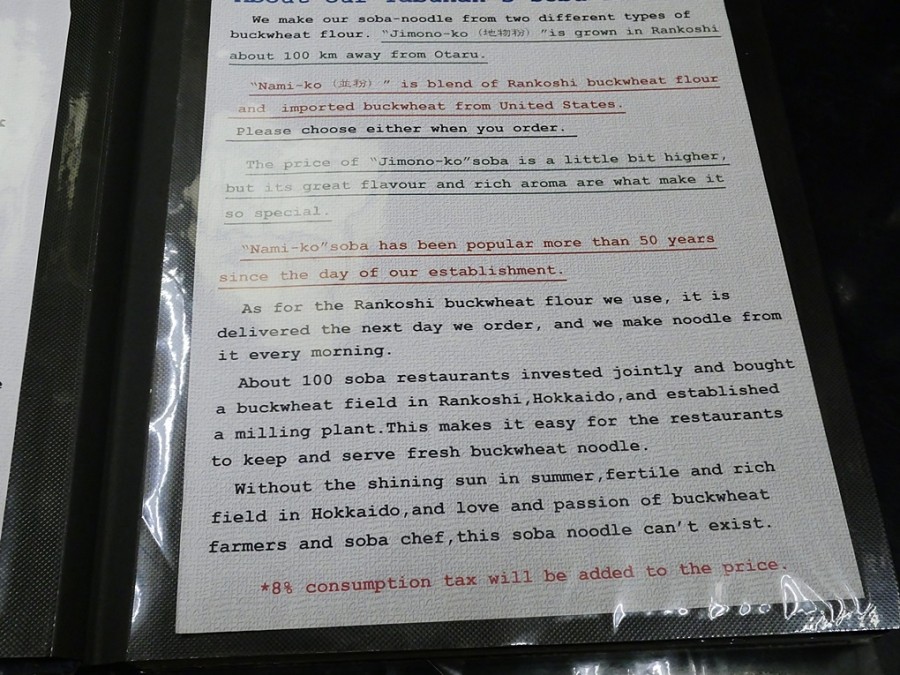 About our Yabuhan's Soba
We make our soba-noodle from two different types of
buckwheat flour. "Jimono-ko (地物粉) "is grown in Rankoshi
about 100 km away from Otaru.
"Nami-ko (並粉) " is blend of Rankoshi buckwheat flour
and imported buckwheat from United States.
Please choose either when you order.
The price of "Jimono-ko"soba is a little bit higher,
but its great flavour and rich aroma are what make it
so special.
"Nami-ko"soba has been popular more than 50 years
since the day of our establishment.
As for the Rankoshi buckwheat flour we use, it is
delivered the next day we order, and we make noodle from
it every morning.
About 100 soba restaurants invested jointly and bought
a buckwheat field in Rankoshi,Hokkaido,and established
a milling plant.This makes it easy for the restaurants
to keep and serve fresh buckwheat noodle.
Without the shining sun in summer,fertile and rich
field in Hokkaido,and love and passion of buckwheat
farmers and soba chef,this soba noodle can't exist.
*8% consumption tax will be added to the price.